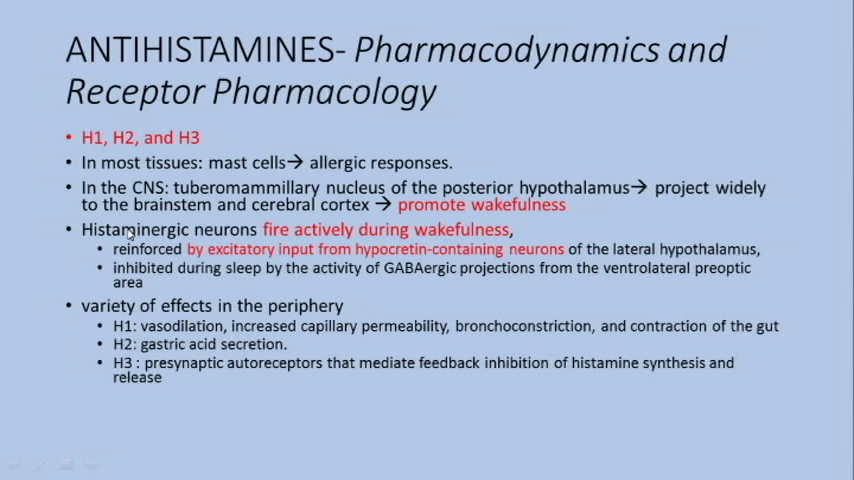 ANTIHISTAMINES- Pharmacodynamics and
Receptor Pharmacology
• H1, H2, and H3
• In most tissues: mast cells→ allergic responses.
• In the CNS: tuberomammillary nucleus of the posterior hypothalamus→ project widely
to the brainstem and cerebral cortex → promote wakefulness
• Histaminergic neurons fire actively during wakefulness,
• reinforced by excitatory input from hypocretin-containing neurons of the lateral hypothalamus,
• inhibited during sleep by the activity of GABAergic projections from the ventrolateral preoptic
area
• variety of effects in the periphery
• H1: vasodilation, increased capillary permeability, bronchoconstriction, and contraction of the gut
• H2: gastric acid secretion.
• H3 : presynaptic autoreceptors that mediate feedback inhibition of histamine synthesis and
release